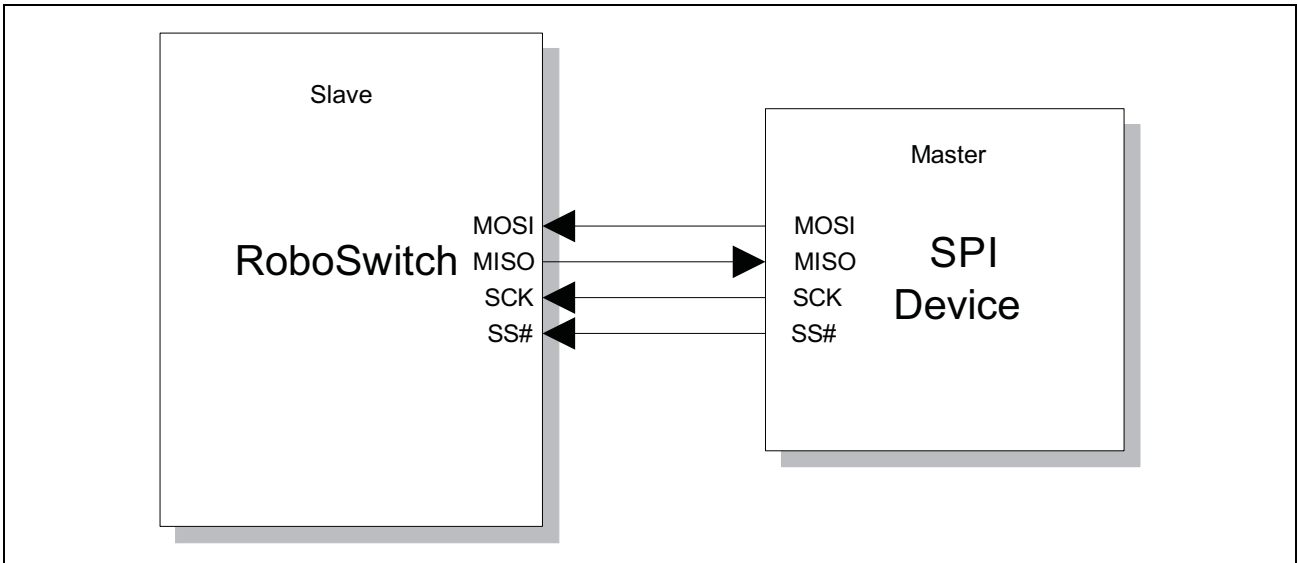 Slave
RoboSwitch
MOSI
MISO
SCK
SS#
Master
SPI
Device
MOSI
MISO
SCK
SS#